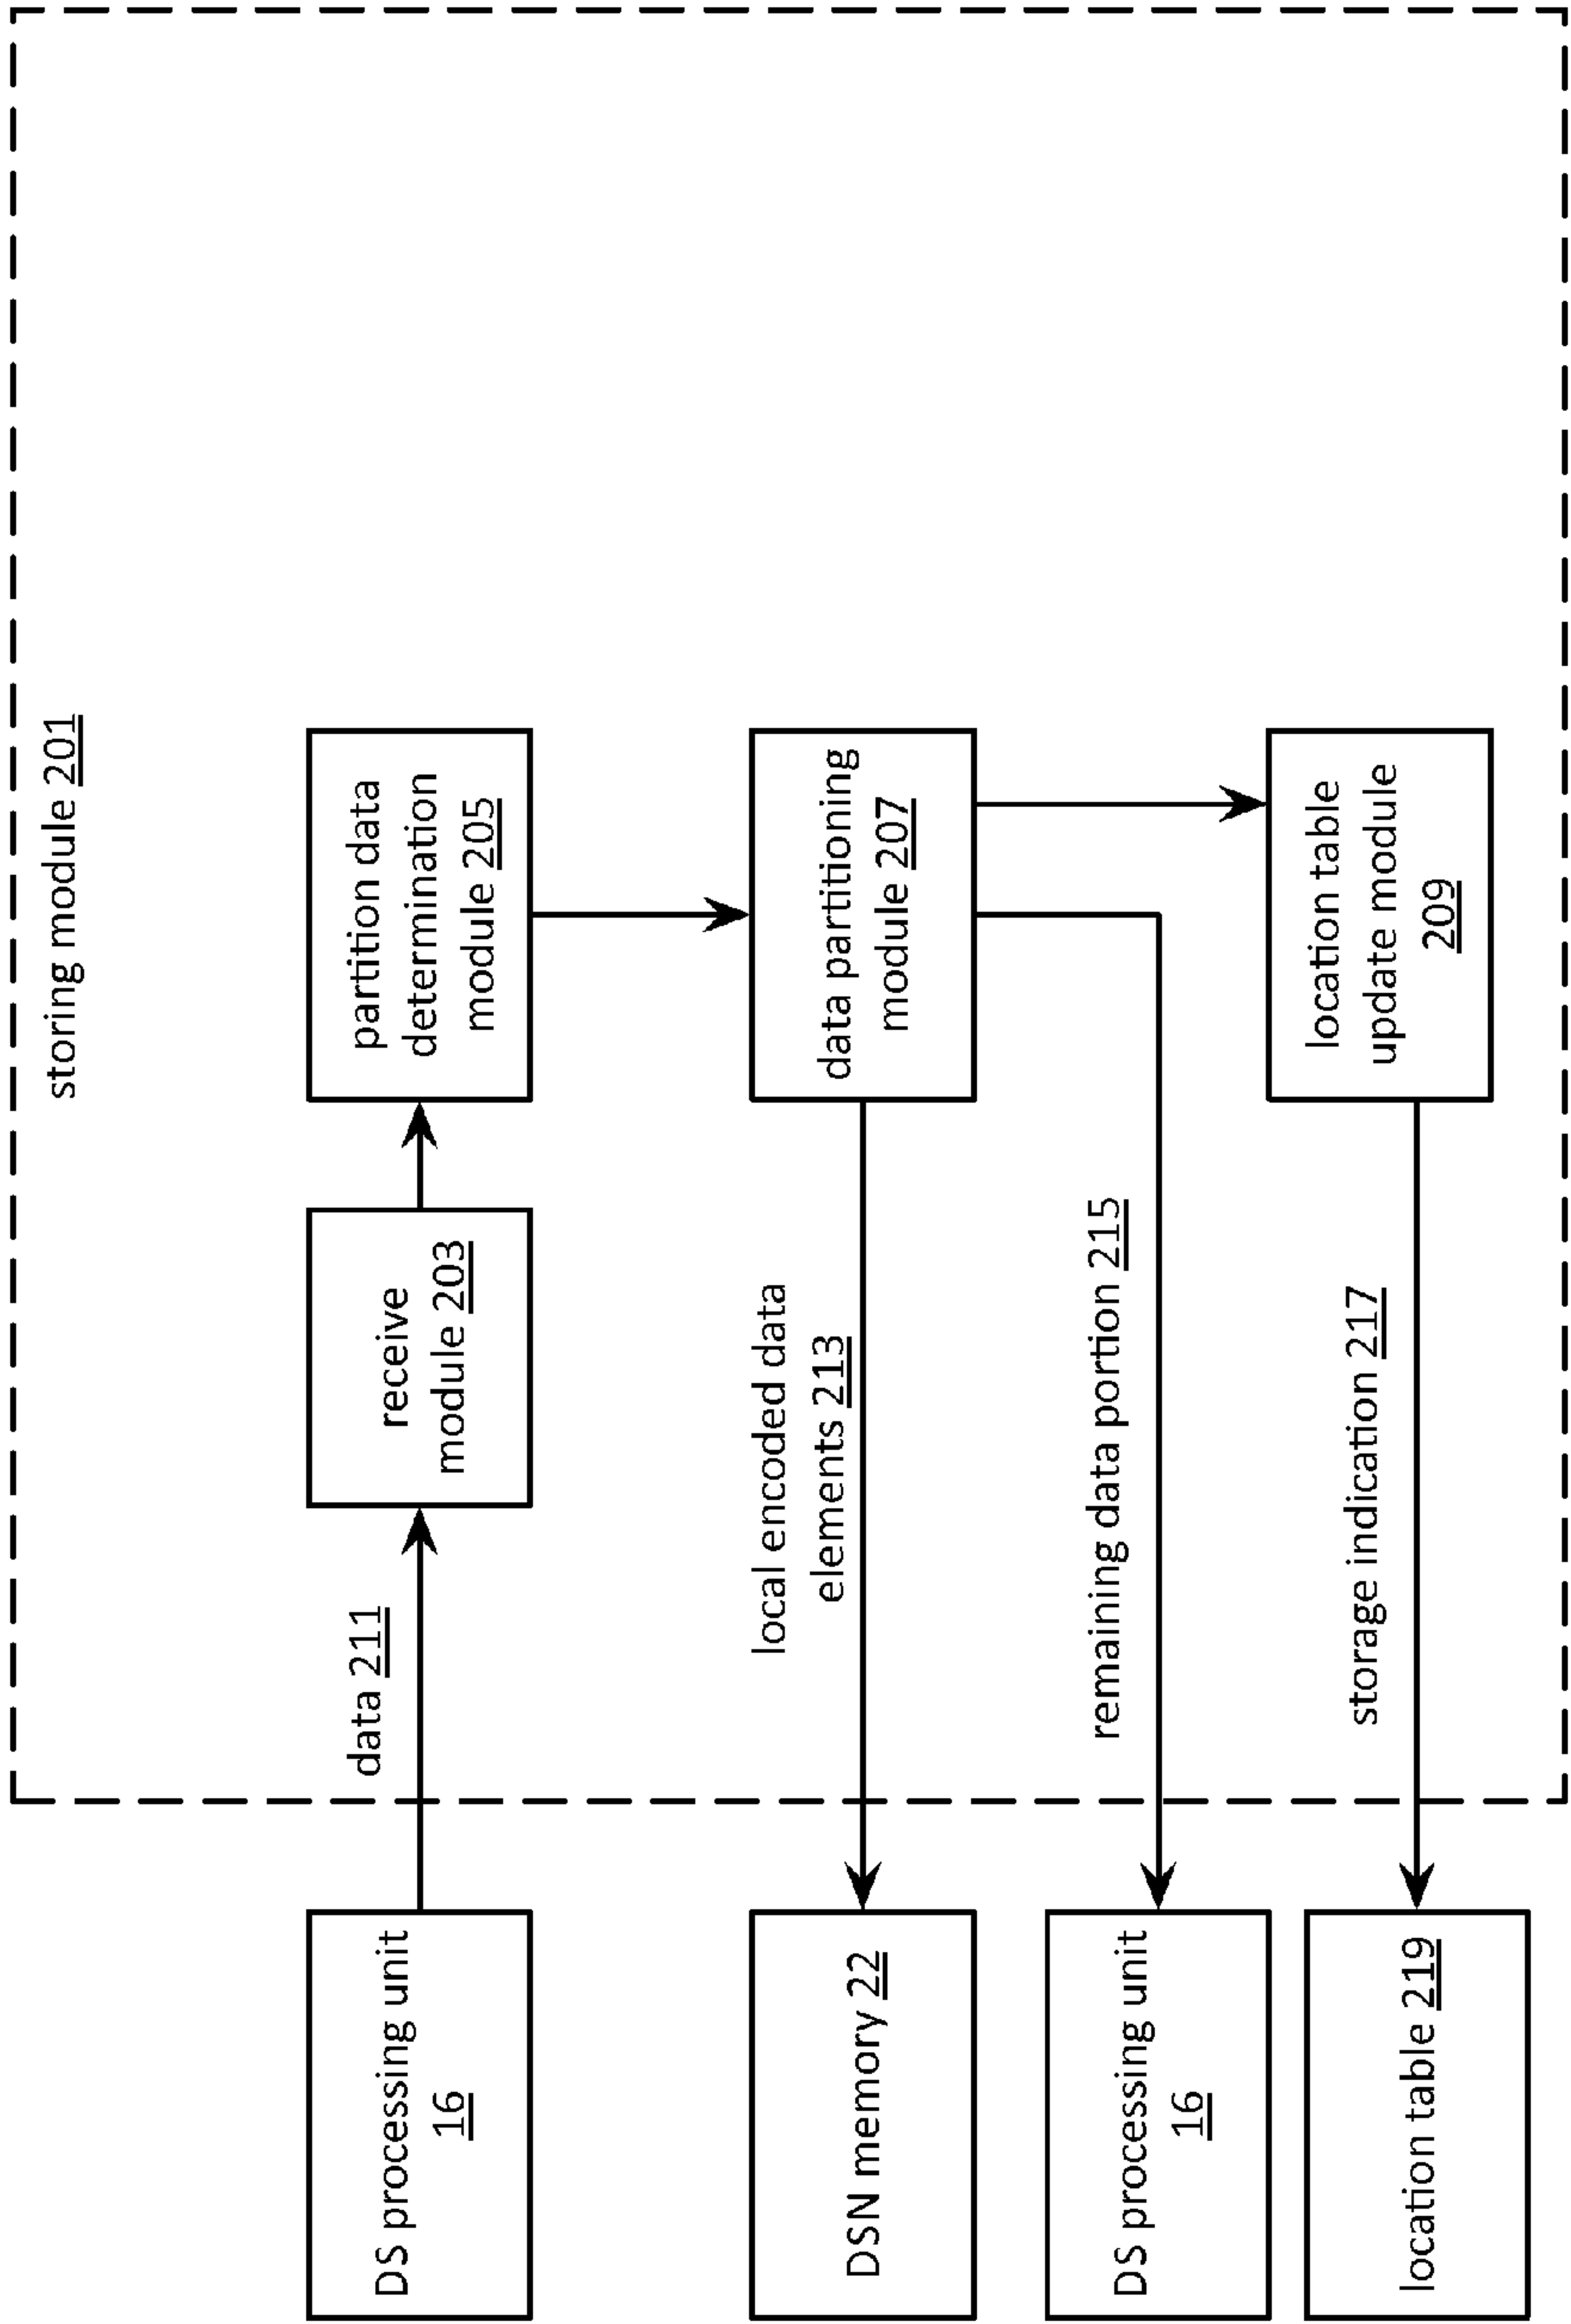 storing module 201
DS processing unit
16
data 211
receive
module 203
partition data
determination
module 205
DSN memory 22
local encoded data
elements 213
data partitioning
module 207
DS processing unit
16
remaining data portion 215
location table 219
storage indication 217
location table
update module
209